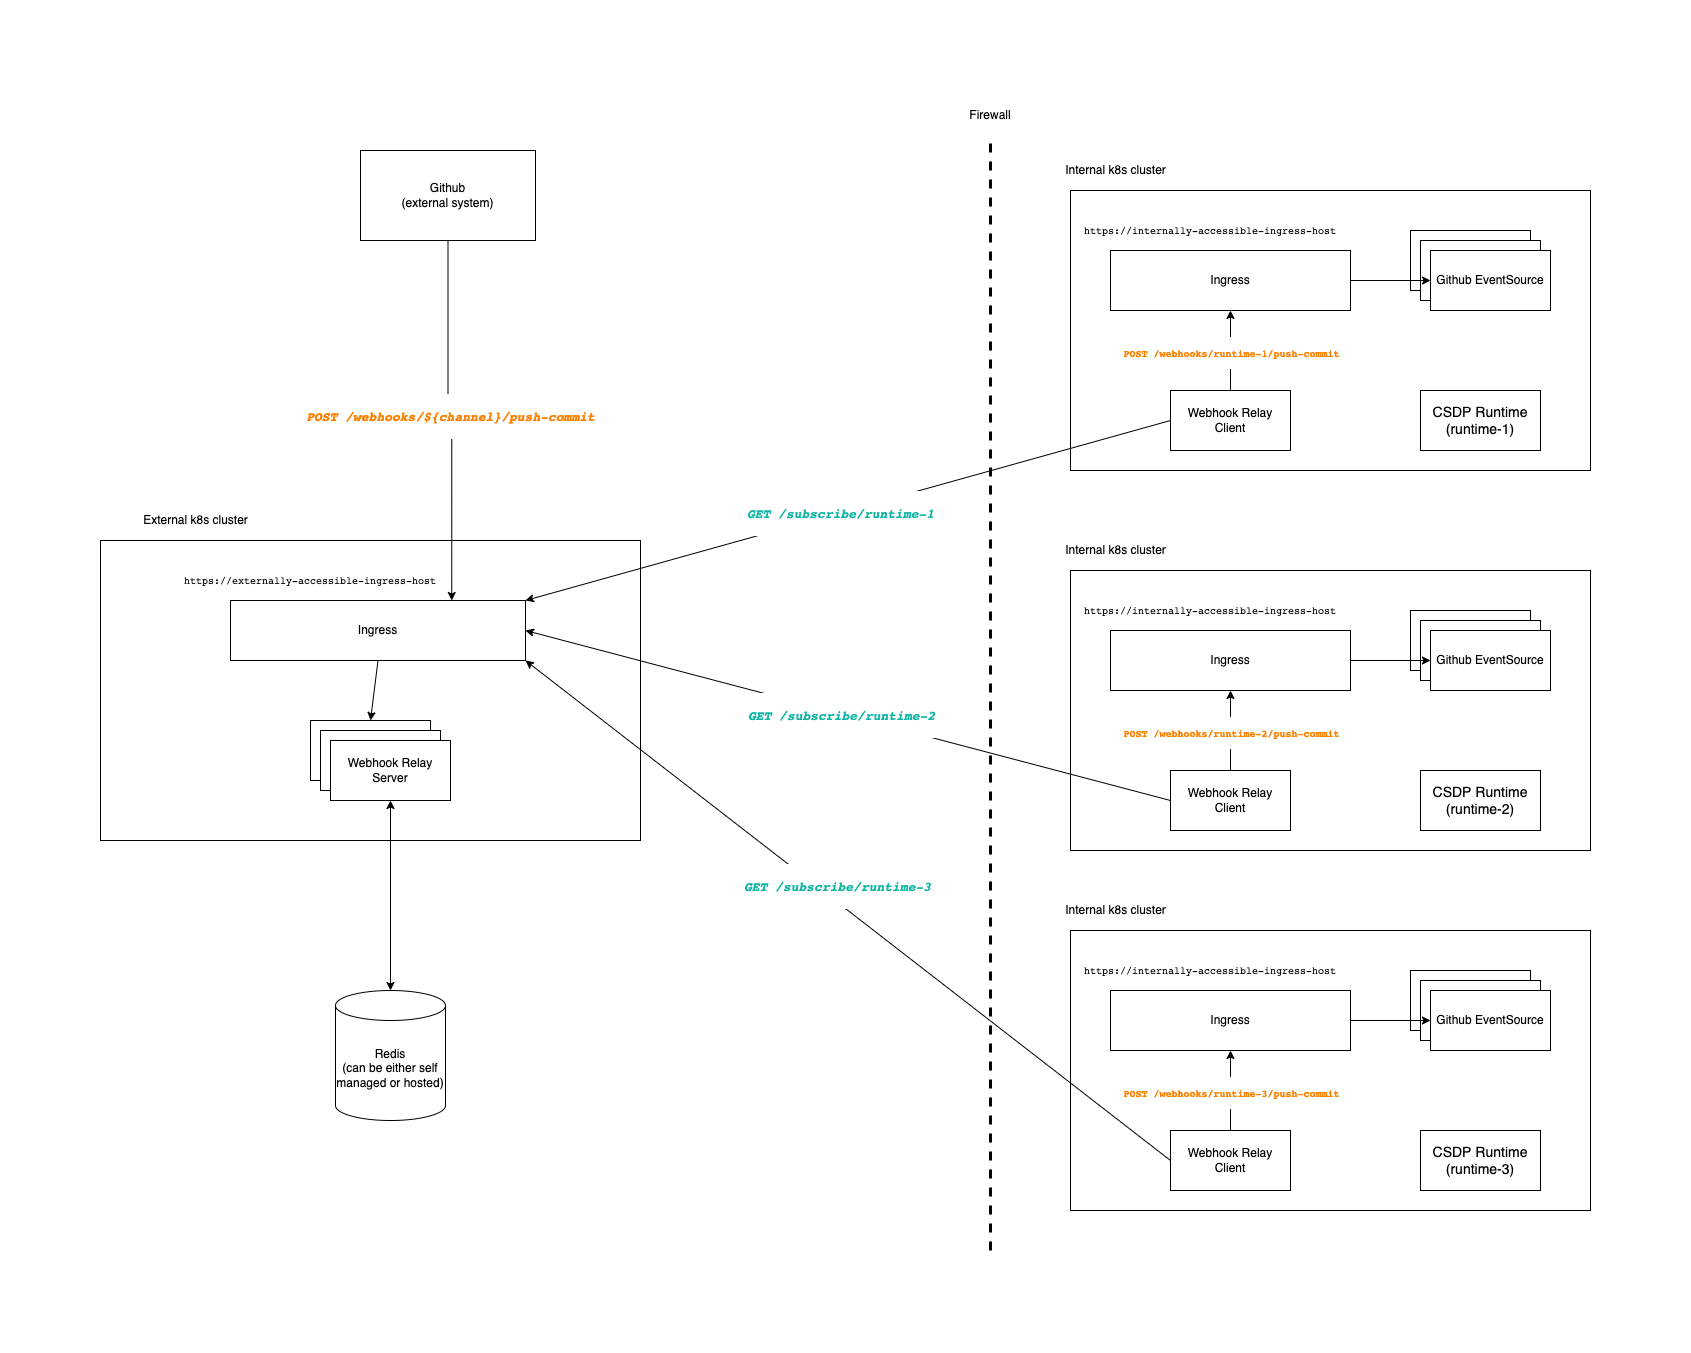 Firewall
Github
(external system)
POST /webhooks/${channel}/push-commit
External k8s cluster
https://externally-accessible-ingress-host
Ingress
Webhook Relay
Server
Redis
(can be either self
managed or hosted)
GET /subscribe/runtime-1
GET /subscribe/runtime-2
GET /subscribe/runtime-3
Internal k8s cluster
https://internally-accessible-ingress-host
Ingress
Github EventSource
POST /webhooks/runtime-1/push-commit
Webhook Relay
Client
CSDP Runtime
(runtime-1)
Internal k8s cluster
https://internally-accessible-ingress-host
Ingress
Github EventSource
POST /webhooks/runtime-2/push-commit
Webhook Relay
Client
CSDP Runtime
(runtime-2)
Internal k8s cluster
https://internally-accessible-ingress-host
Ingress
Github EventSource
POST /webhooks/runtime-3/push-commit
Webhook Relay
Client
CSDP Runtime
(runtime-3)